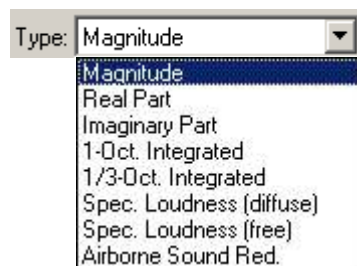 Type: Magnitude
Magnitude
Real Part
Imaginary Part
1-Oct. Integrated
1/3-Oct. Integrated
Spec. Loudness (diffuse)
Spec. Loudness (free)
Airborne Sound Red.